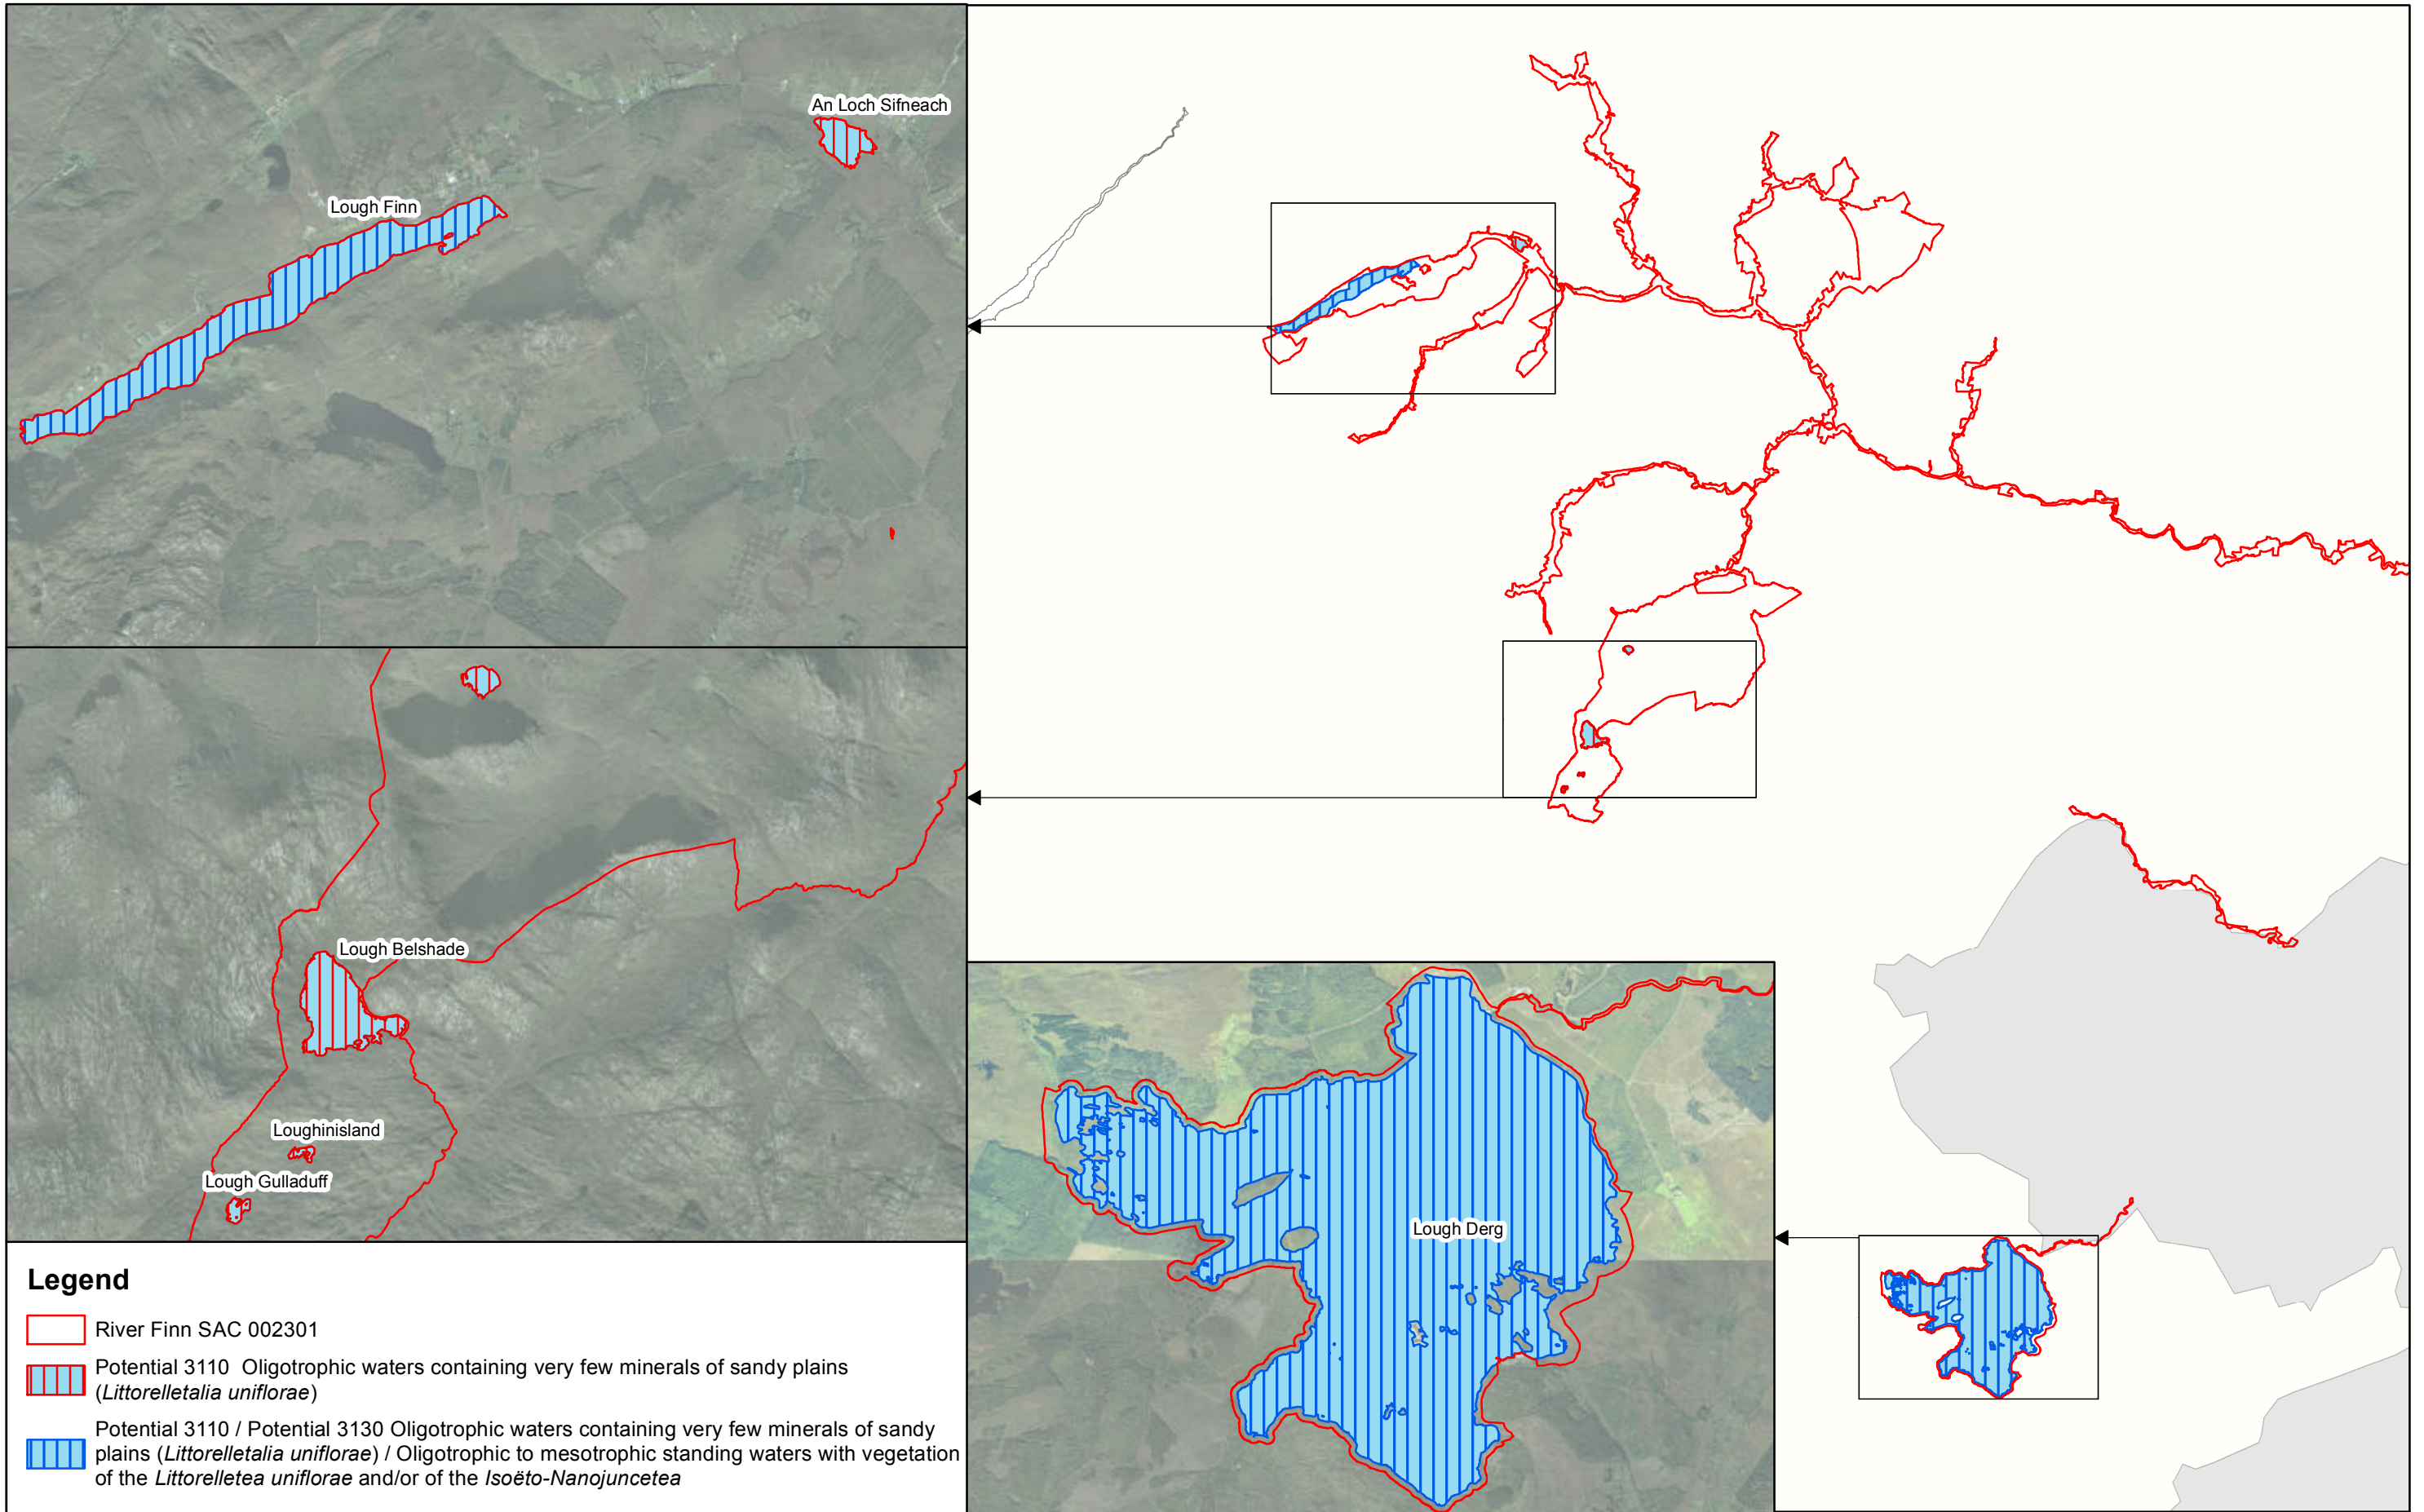 An Loch Sifneach
Lough Finn
Lough Belshade
Loughinisland
Lough Gulladuff
Lough Derg
Legend
River Finn SAC 002301
Potential 3110 Oligotrophic waters containing very few minerals of sandy plains
(Littorelletalia uniflorae)
Potential 3110 / Potential 3130 Oligotrophic waters containing very few minerals of sandy
plains (Littorelletalia uniflorae) / Oligotrophic to mesotrophic standing waters with vegetation
of the Littorelletea uniflorae and/or of the Isoëto-Nanojuncetea